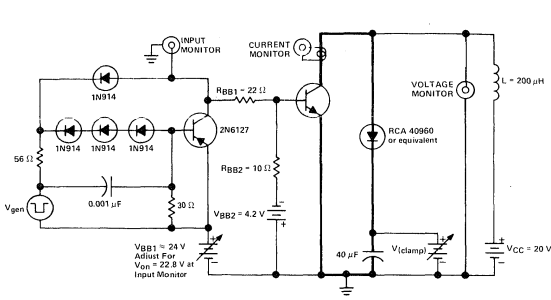 INPUT
MONITOR
CURRENT
MONITOR
1N914
RBB1 = 22 Ω
VOLTAGE
MONITOR
L = 200 μH
2N6127
RCA 40960
or equivalent
1N914
1N914
1N914
56 Ω
RBB2 = 10 Ω
0.001 μF
30 Ω
Vgen
VBB2 = 4.2 V
VBB1 ≈ 24 V
Adjust For
Von = 22.8 V at
Input Monitor
40 μF
V(clamp)
VCC = 20 V